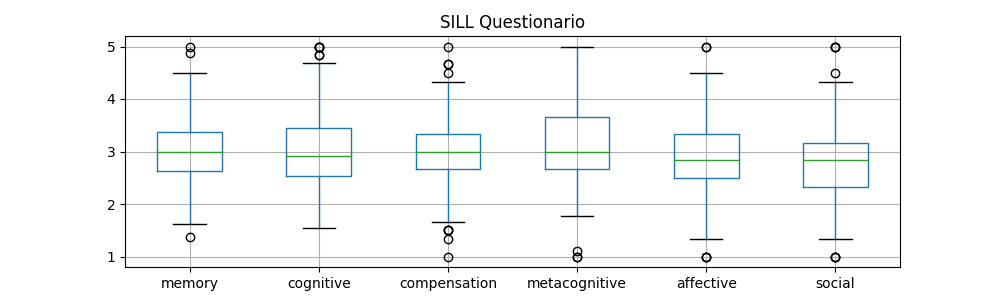 SILL Questionario
5
4
3
2
1
memory cognitive compensation metacognitive affective social